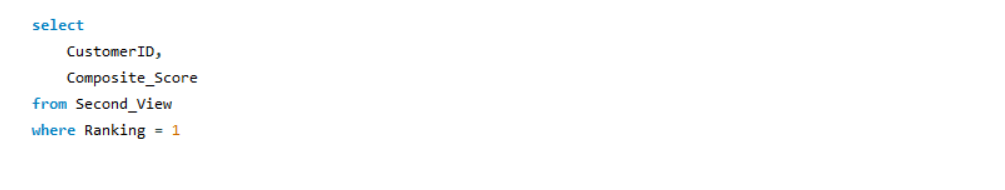 select
    CustomerID,
    Composite_Score
from Second_View
where Ranking = 1